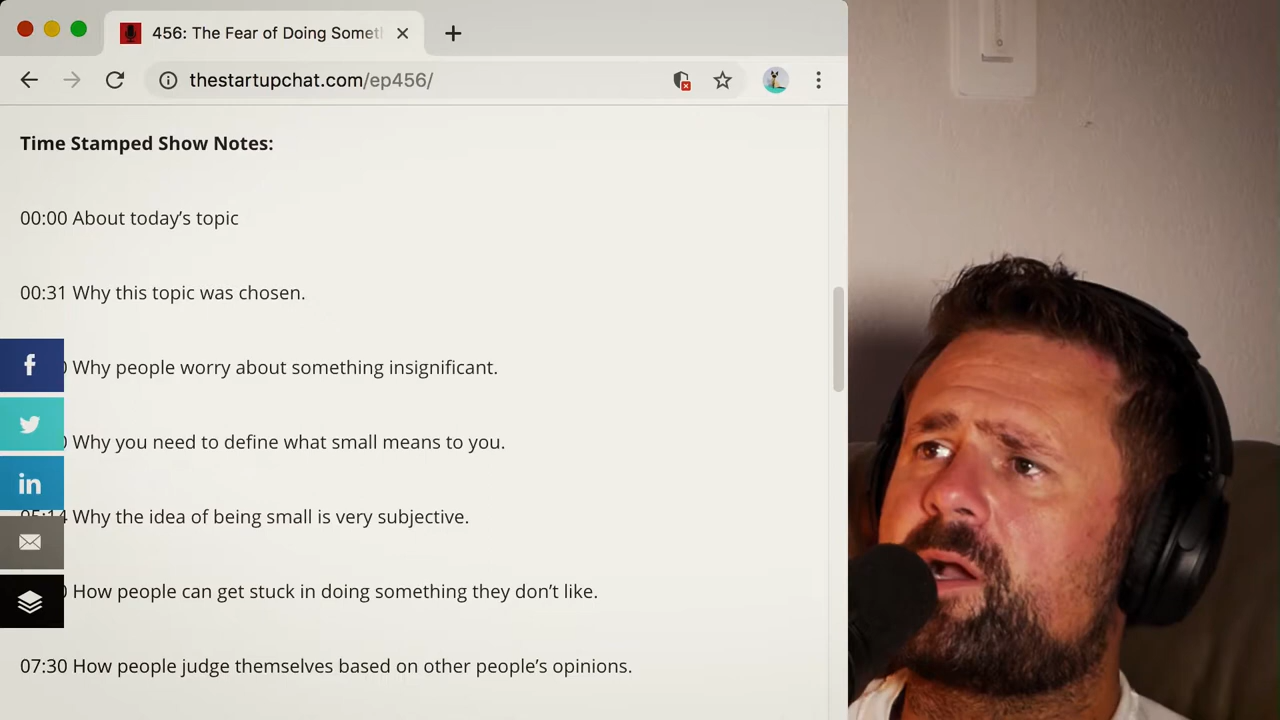 456: The Fear of Doing Somet
thestartupchat.com/ep456/
Time Stamped Show Notes:
00:00 About today’s topic
00:31 Why this topic was chosen.
Why people worry about something insignificant.
Why you need to define what small means to you.
05:14 Why the idea of being small is very subjective.
How people can get stuck in doing something they don’t like.
07:30 How people judge themselves based on other people’s opinions.